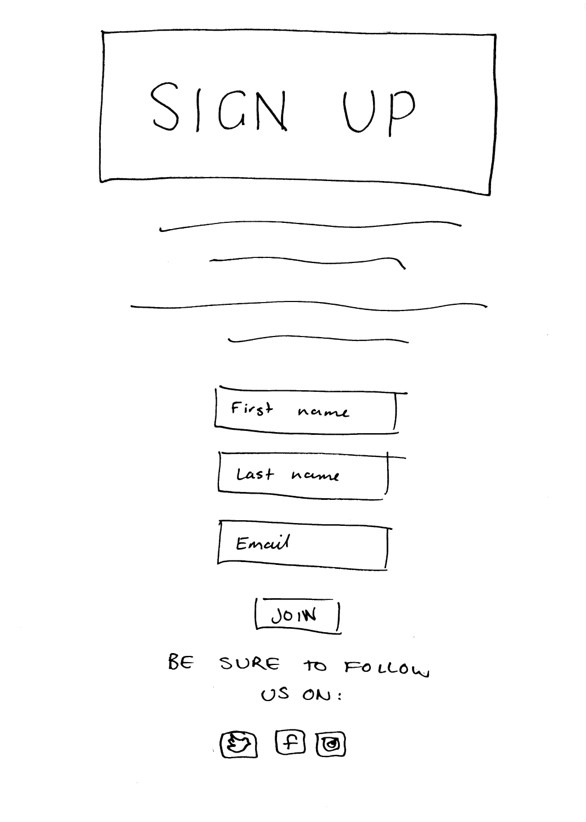 SIGN UP
First name
Last name
Email
JOIN
BE SURE TO FOLLOW
US ON:
f